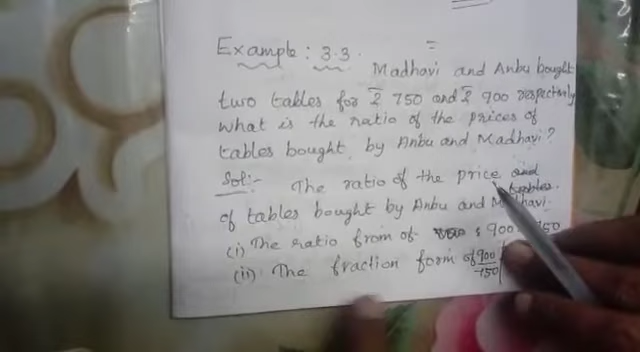 Example : 3.3.
Madhavi and Anbu bought
two tables for ₹ 750 and ₹ 900 respectively
what is the ratio of the prices of
tables bought by Anbu and Madhavi?
Sol:- The ratio of the price and
tables
of tables bought by Anbu and Madhavi.
(i) The ratio from of 900
(ii) The fraction form of 900/750